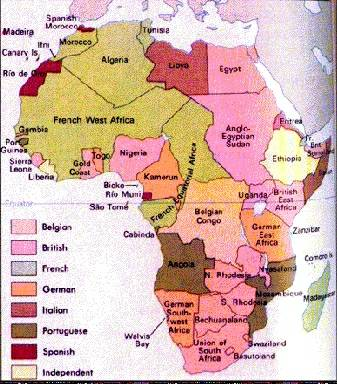 Spanish
Morocco
Madeira
Tunisia
Ifni
Morocco
Canary Is.
Algeria
Libya
Egypt
Río de Oro
French West Africa
Gambia
Port.
Guinea
Sierra
Leone
Liberia
Gold
Coast
Togo
Nigeria
Kamerun
Anglo-
Egyptian
Sudan
Eritrea
Fr.
Ethiopia
Bioko
Río Muni
São Tomé
French Equatorial Africa
Uganda
British
East
Africa
Equator
Belgian
Congo
German
East
Africa
Zanzibar
Cabinda
Angola
N. Rhodesia
Nyasaland
Comoro Is.
Mozambique
Madagascar
S. Rhodesia
German
South-
west
Africa
Bechuanaland
Walvis
Bay
Union of
South
Africa
Swaziland
Basutoland
Belgian
British
French
German
Italian
Portuguese
Spanish
Independent